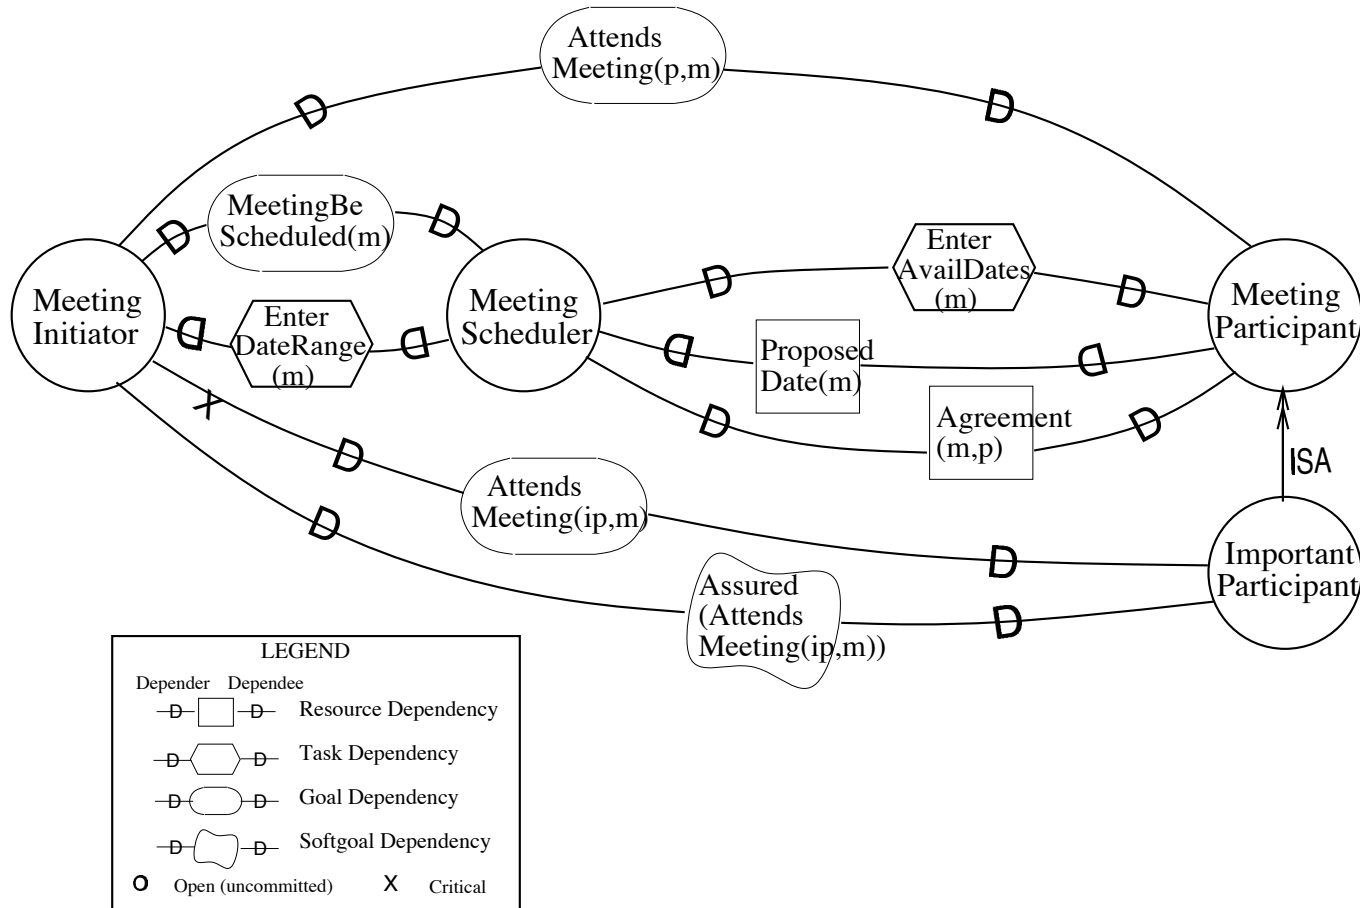 Attends
Meeting(p,m)
D
D
MeetingBe
Scheduled(m)
D
D
Meeting
Initiator
Enter
DateRange
(m)
D
D
Meeting
Scheduler
Enter
AvailDates
(m)
D
D
Meeting
Participant
Proposed
Date(m)
D
D
Agreement
(m,p)
D
D
X
D
Attends
Meeting(ip,m)
D
ISA
Important
Participant
D
Assured
(Attends
Meeting(ip,m))
D
LEGEND
Depender Dependee
D D Resource Dependency
D D Task Dependency
D D Goal Dependency
D D Softgoal Dependency
O Open (uncommitted) X Critical